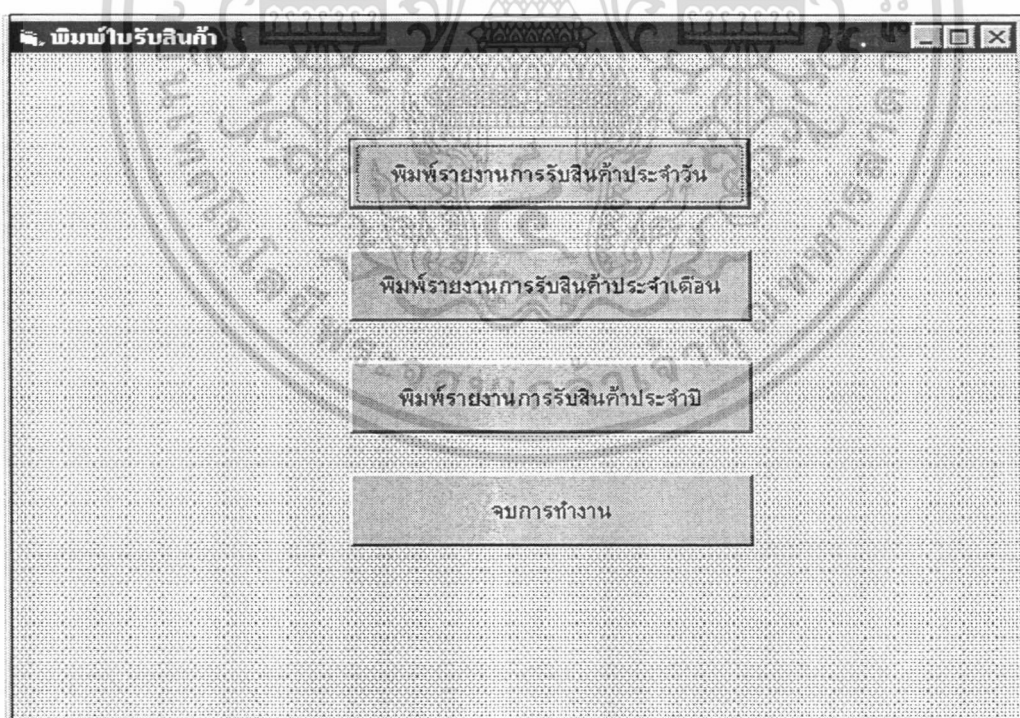 พิมพ์ใบรับสินค้า
พิมพ์รายงานการรับสินค้าประจำวัน
พิมพ์รายงานการรับสินค้าประจำเดือน
พิมพ์รายงานการรับสินค้าประจำปี
จบการทำงาน